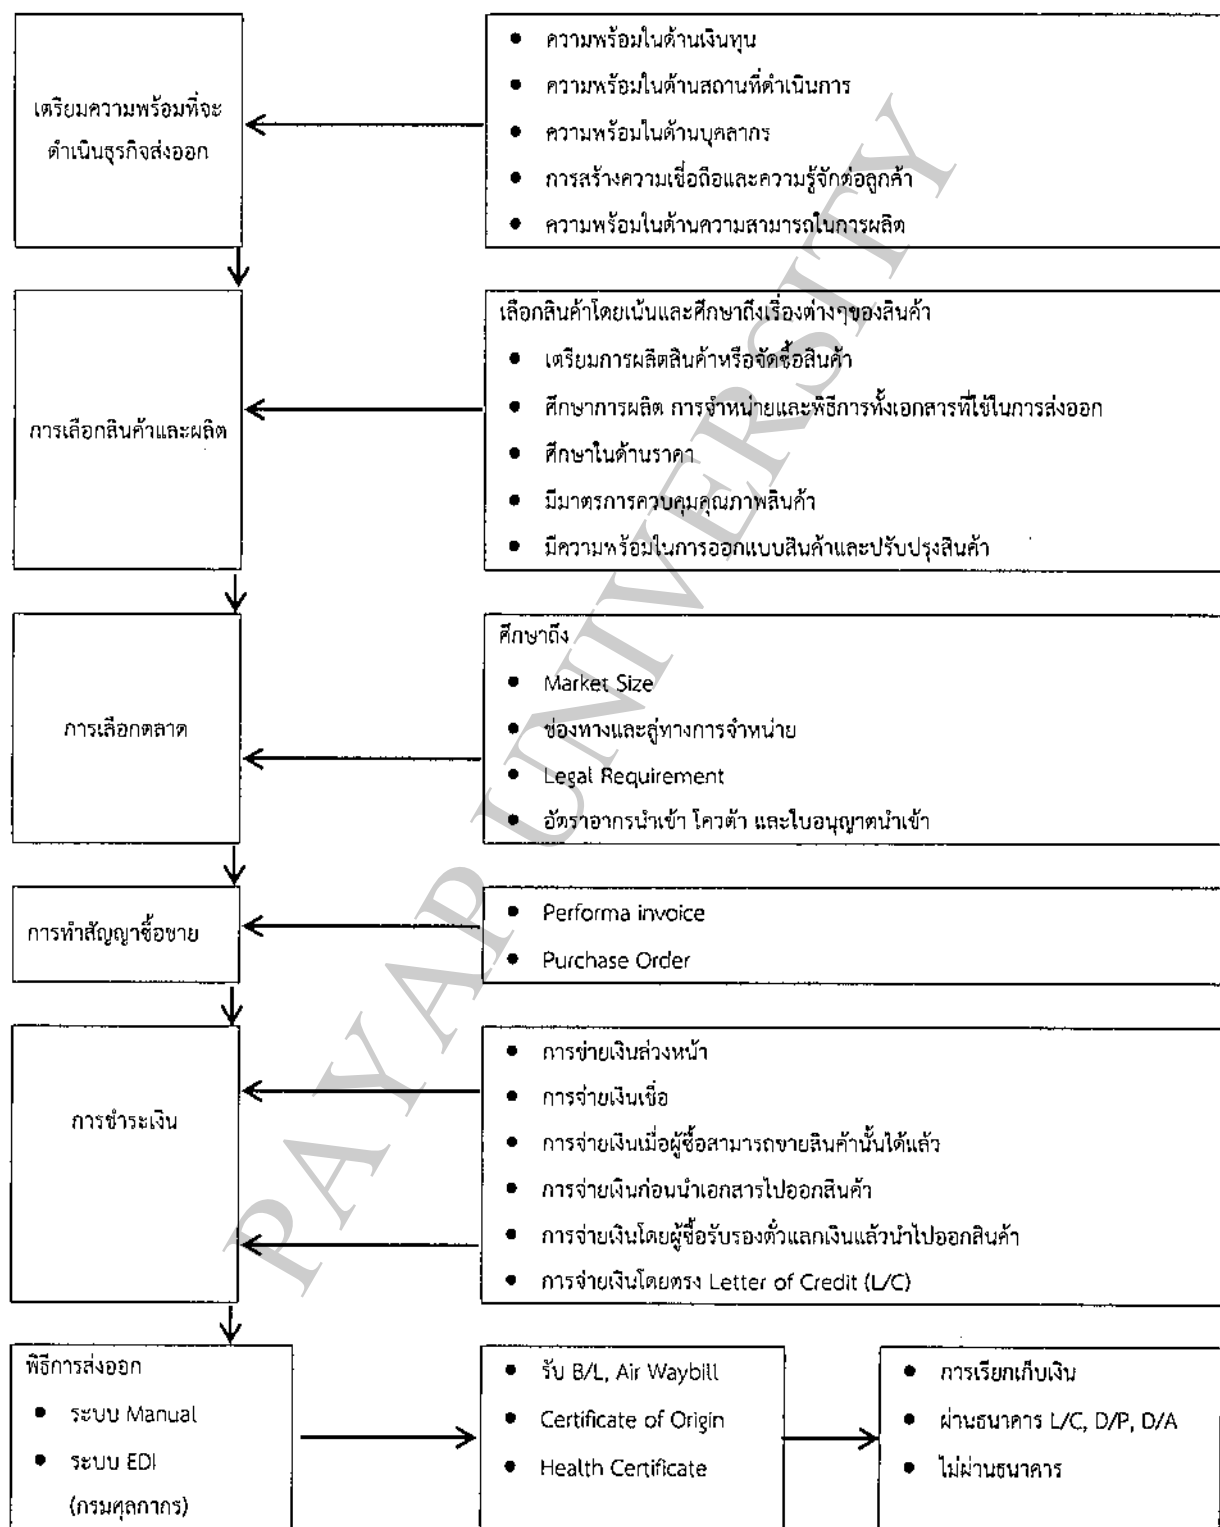 เตรียมความพร้อมที่จะ
ดำเนินธุรกิจส่งออก
● ความพร้อมในด้านเงินทุน
● ความพร้อมในด้านสถานที่ดำเนินการ
● ความพร้อมในด้านบุคลากร
● การสร้างความเชื่อถือและความรู้จักต่อลูกค้า
● ความพร้อมในด้านความสามารถในการผลิต
การเลือกสินค้าและผลิต
เลือกสินค้าโดยเน้นและศึกษาถึงเรื่องต่างๆของสินค้า
● เตรียมการผลิตสินค้าหรือจัดซื้อสินค้า
● ศึกษาการผลิต การจำหน่ายและพิธีการทั้งเอกสารที่ใช้ในการส่งออก
● ศึกษาในด้านราคา
● มีมาตรการควบคุมคุณภาพสินค้า
● มีความพร้อมในการออกแบบสินค้าและปรับปรุงสินค้า
การเลือกตลาด
ศึกษาถึง
● Market Size
● ช่องทางและลู่ทางการจำหน่าย
● Legal Requirement
● อัตราอากรนำเข้า โควต้า และใบอนุญาตนำเข้า
การทำสัญญาซื้อขาย
● Performa invoice
● Purchase Order
การชำระเงิน
● การข่ายเงินล่วงหน้า
● การจ่ายเงินเชื่อ
● การจ่ายเงินเมื่อผู้ซื้อสามารถขายสินค้านั้นได้แล้ว
● การจ่ายเงินก่อนนำเอกสารไปออกสินค้า
● การจ่ายเงินโดยผู้ซื้อรับรองตั๋วแลกเงินแล้วนำไปออกสินค้า
● การจ่ายเงินโดยตรง Letter of Credit (L/C)
พิธีการส่งออก
● ระบบ Manual
● ระบบ EDI
(กรมศุลกากร)
● รับ B/L, Air Waybill
● Certificate of Origin
● Health Certificate
● การเรียกเก็บเงิน
● ผ่านธนาคาร L/C, D/P, D/A
● ไม่ผ่านธนาคาร
PAYAP UNIVERSITY